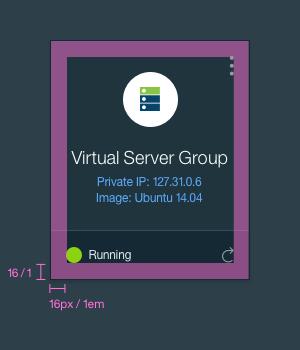 Virtual Server Group
Private IP: 127.31.0.6
Image: Ubuntu 14.04
Running
16 / 1
16px / 1em